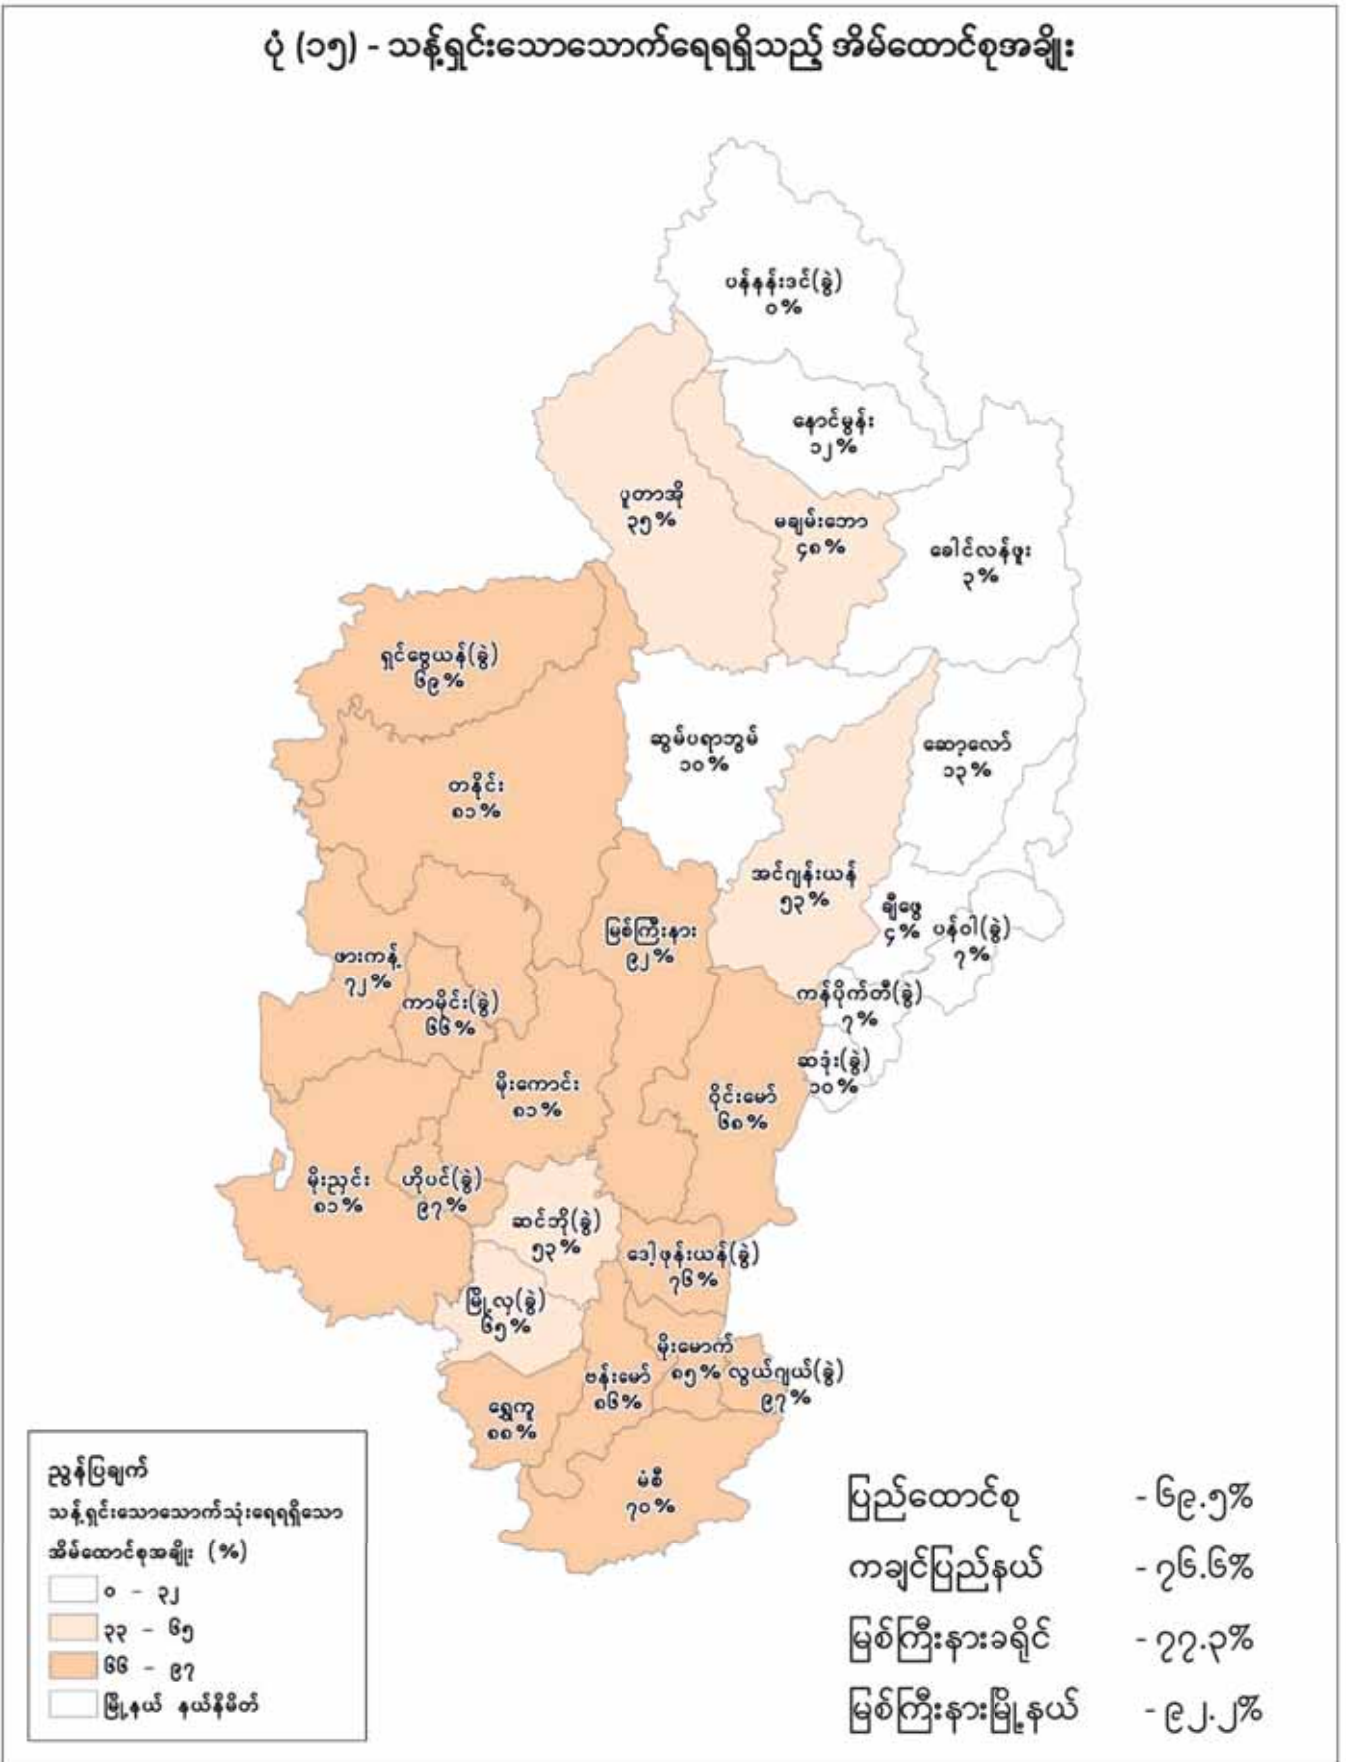 ပုံ (၁၅) - သန့်ရှင်းသောသောက်ရေရရှိသည့် အိမ်ထောင်စုအချိုး
ပန်နန်းဒင်(ခွဲ)
၀%
နောင်မွန်း
၁၂%
ပူတာအို
၃၅%
မချမ်းဘော
၄၈%
ခေါင်လန်ဖူး
၃%
ရှင်ဗွေယန်(ခွဲ)
၆၉%
ဆွမ်ပရာဘွမ်
၁၀%
ဆော့လော်
၁၃%
တနိုင်း
၈၁%
အင်ဂျန်းယန်
၅၃%
ချီဖွေ
၄%
ပန်ဝါ(ခွဲ)
၇%
မြစ်ကြီးနား
၉၂%
ဖားကန့်
၇၂%
ကာမိုင်း(ခွဲ)
၆၆%
ကန်ပိုက်တီ(ခွဲ)
၇%
ဆဒုံး(ခွဲ)
၁၀%
မိုးကောင်း
၈၁%
ဝိုင်းမော်
၆၈%
မိုးညှင်း
၈၁%
ဟိုပင်(ခွဲ)
၉၇%
ဆင်ဘို(ခွဲ)
၅၃%
ဒေါ့ဖုန်းယန်(ခွဲ)
၇၆%
မြို့လှ(ခွဲ)
၆၅%
မိုးမောက်
၈၅%
လွယ်ဂျယ်(ခွဲ)
၉၇%
ဗန်းမော်
၈၆%
ရွှေကူ
၈၈%
မံစီ
၇၀%
ညွှန်ပြချက်
သန့်ရှင်းသောသောက်သုံးရေရရှိသော
အိမ်ထောင်စုအချိုး (%)
၀ - ၃၂
၃၃ - ၆၅
၆၆ - ၉၇
မြို့နယ် နယ်နိမိတ်
ပြည်ထောင်စု - ၆၉.၅%
ကချင်ပြည်နယ် - ၇၆.၆%
မြစ်ကြီးနားခရိုင် - ၇၇.၃%
မြစ်ကြီးနားမြို့နယ် - ၉၂.၂%